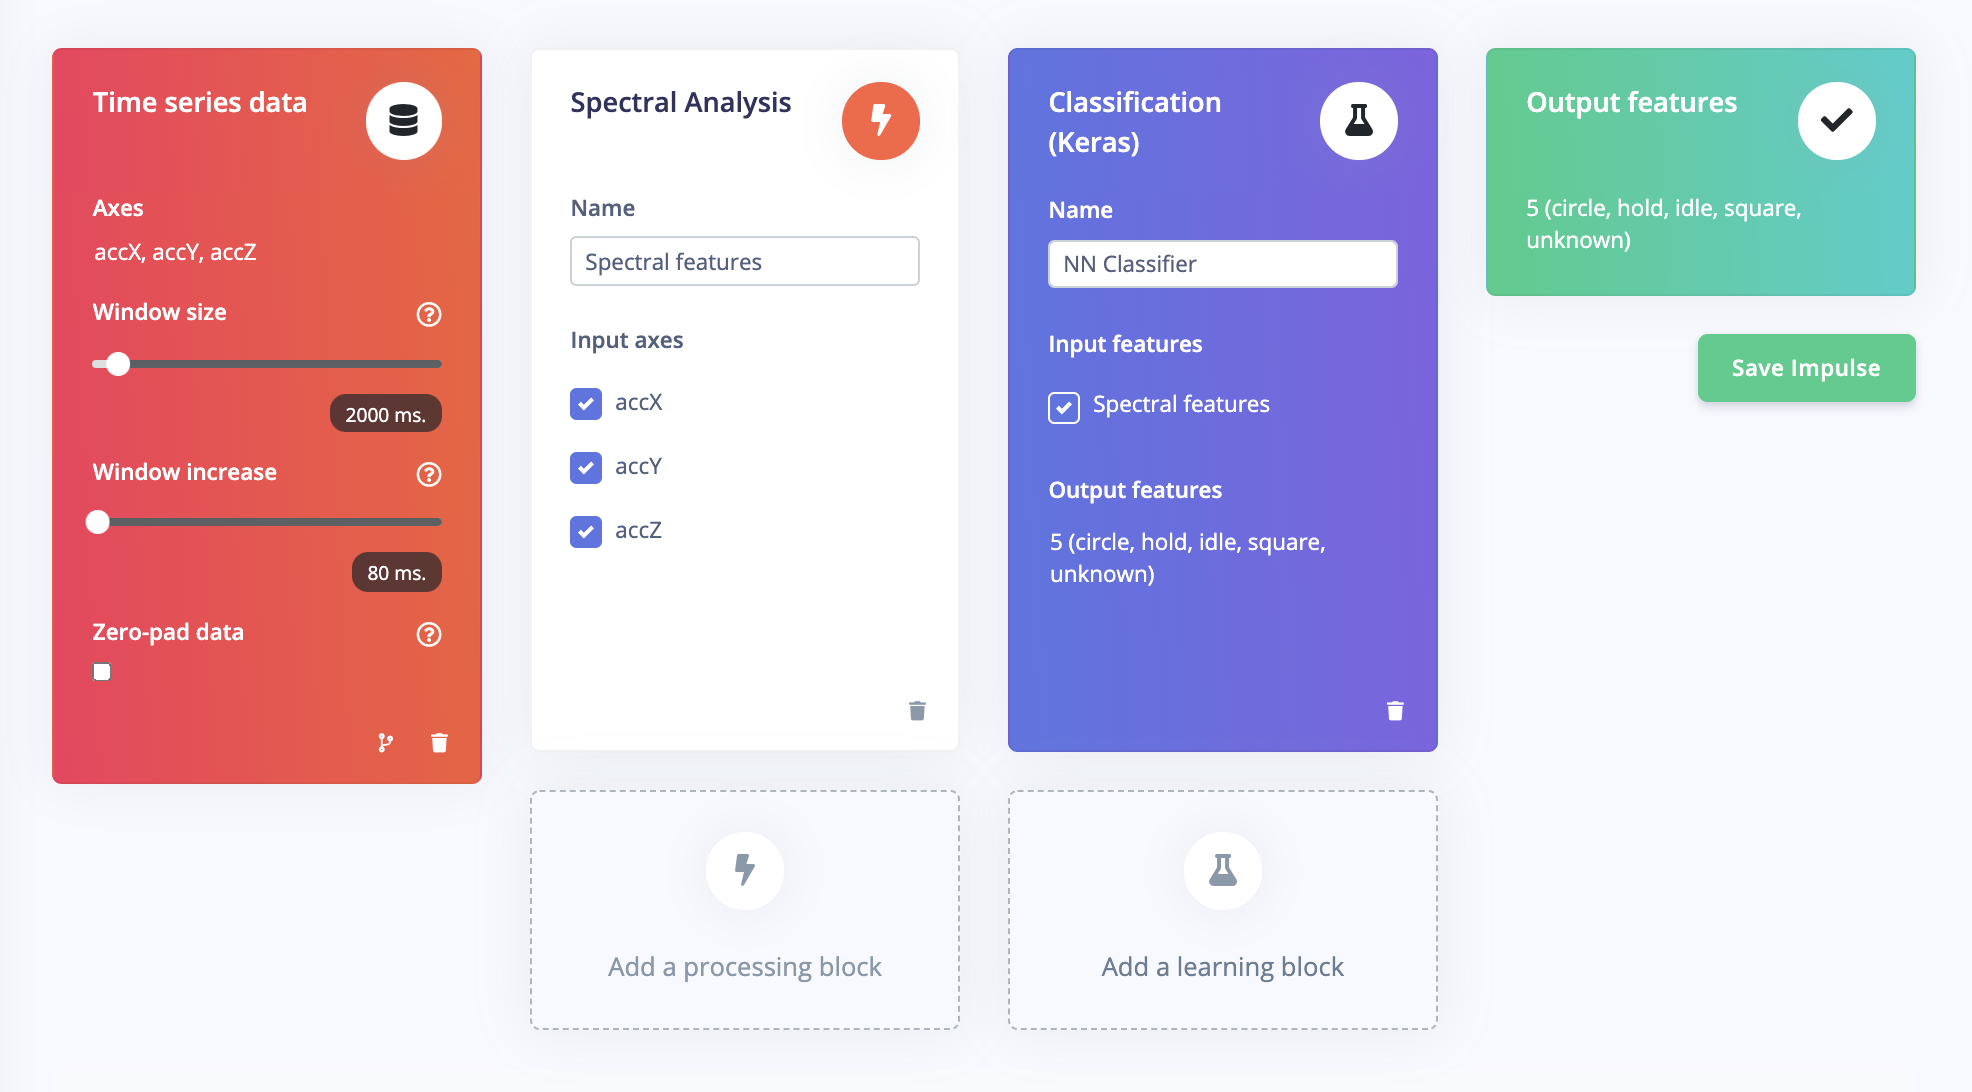 Time series data
Axes
accX, accY, accZ
Window size
2000 ms.
Window increase
80 ms.
Zero-pad data
Spectral Analysis
Name
Spectral features
Input axes
accX
accY
accZ
Add a processing block
Classification
(Keras)
Name
NN Classifier
Input features
Spectral features
Output features
5 (circle, hold, idle, square,
unknown)
Add a learning block
Output features
5 (circle, hold, idle, square,
unknown)
Save Impulse